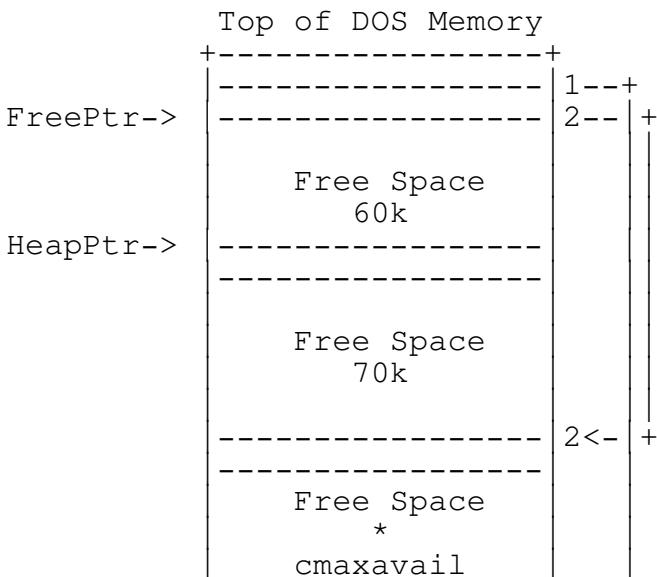 Top of DOS Memory
+-----------------+
|-----------------|1--+
FreePtr-> |-----------------|2--|+
Free Space
60k
HeapPtr-> |-----------------
-----------------
Free Space
70k
|-----------------|2<-|+
-----------------
Free Space
*
cmaxavail